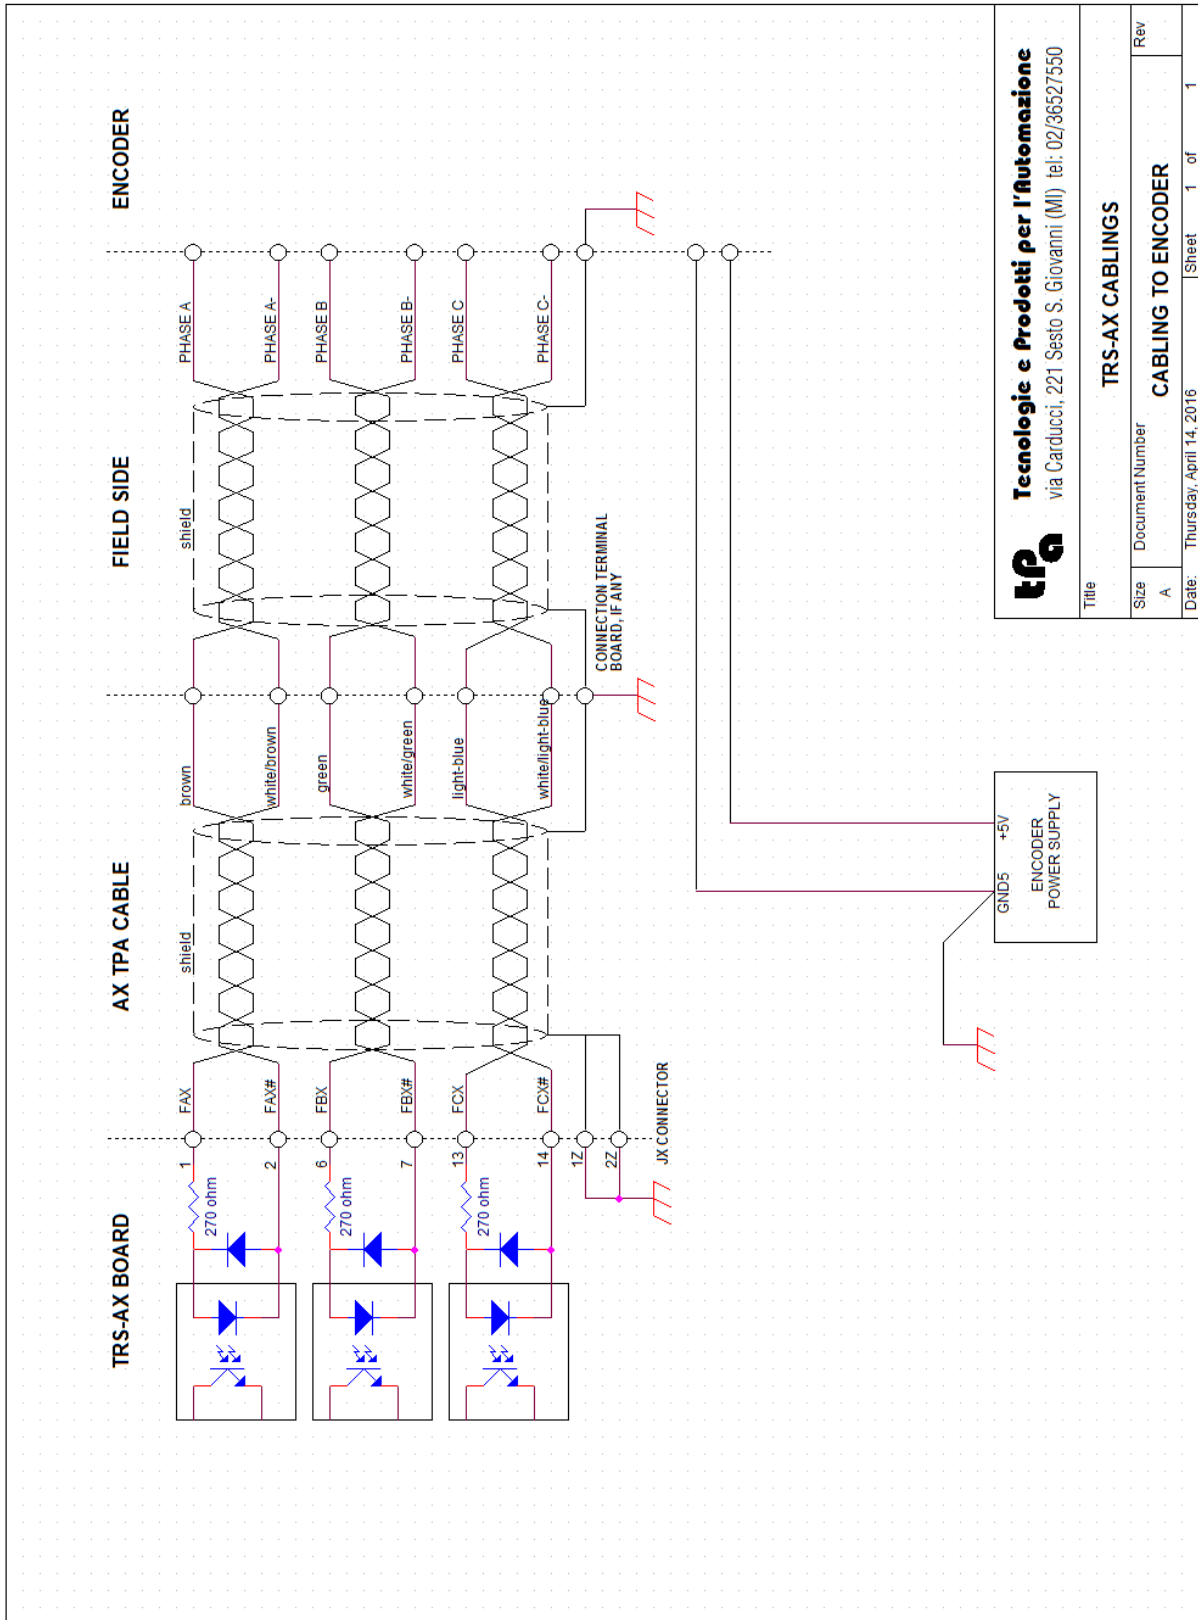 TRS-AX BOARD
AX TPA CABLE
FIELD SIDE
ENCODER
1
FAX
shield
brown
shield
PHASE A
270 ohm
2
FAX#
white/brown
PHASE A-
6
FBX
green
PHASE B
270 ohm
7
FBX#
white/green
PHASE B-
13
FCX
light-blue
PHASE C
270 ohm
14
FCX#
white/light-blue
PHASE C-
1Z
2Z
JX CONNECTOR
CONNECTION TERMINAL
BOARD, IF ANY
GND5
+5V
ENCODER
POWER SUPPLY
tpa
Tecnologie e Prodotti per l'Automazione
via Carducci, 221 Sesto S. Giovanni (MI) tel: 02/36527550
Title
TRS-AX CABLINGS
Size
Document Number
Rev
A
CABLING TO ENCODER
Date:
Thursday, April 14, 2016
Sheet
1
of
1